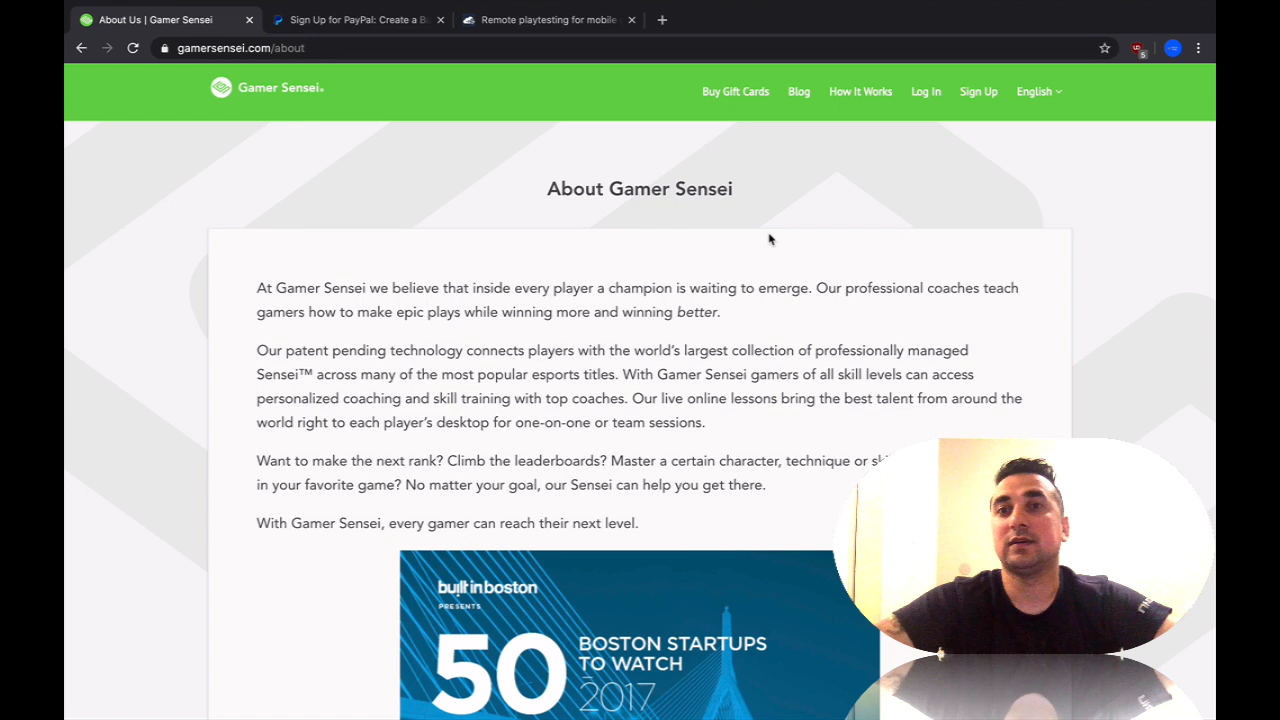 About Us | Gamer Sensei
Sign Up for PayPal: Create a
Remote playtesting for mobile
gamersensei.com/about
5
Gamer Sensei
Buy Gift Cards Blog How It Works Log In Sign Up English
About Gamer Sensei
At Gamer Sensei we believe that inside every player a champion is waiting to emerge. Our professional coaches teach
gamers how to make epic plays while winning more and winning better.
Our patent pending technology connects players with the world's largest collection of professionally managed
Sensei™ across many of the most popular esports titles. With Gamer Sensei gamers of all skill levels can access
personalized coaching and skill training with top coaches. Our live online lessons bring the best talent from around the
world right to each player's desktop for one-on-one or team sessions.
Want to make the next rank? Climb the leaderboards? Master a certain character, technique or
in your favorite game? No matter your goal, our Sensei can help you get there.
With Gamer Sensei, every gamer can reach their next level.
built in boston
PRESENTS
50
BOSTON STARTUPS
TO WATCH
2017